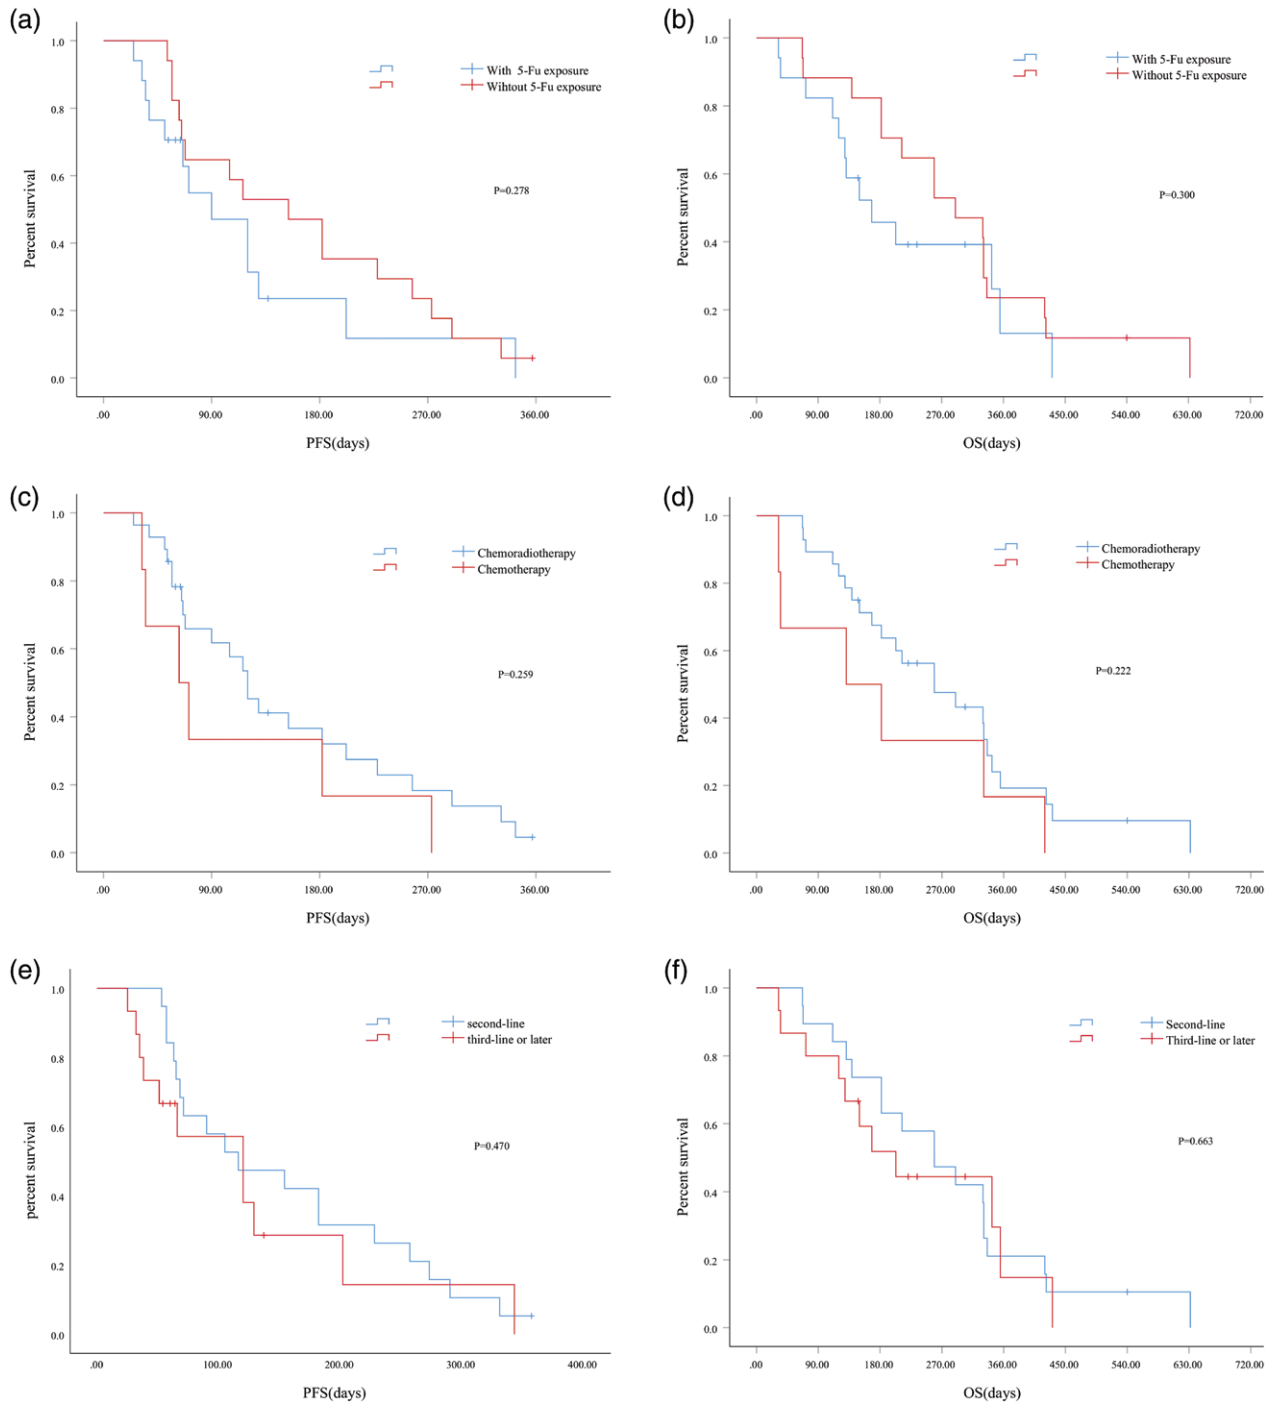 (a)
1.0
0.8
0.6
0.4
0.2
0.0
Percent survival
With 5-Fu exposure
Wihtout 5-Fu exposure
P=0.278
.00 90.00 180.00 270.00 360.00
PFS(days)
(b)
1.0
0.8
0.6
0.4
0.2
0.0
Percent survival
With 5-Fu exposure
Without 5-Fu exposure
P=0.300
.00 90.00 180.00 270.00 360.00 450.00 540.00 630.00 720.00
OS(days)
(c)
1.0
0.8
0.6
0.4
0.2
0.0
Percent survival
Chemoradiotherapy
Chemotherapy
P=0.259
.00 90.00 180.00 270.00 360.00
PFS(days)
(d)
1.0
0.8
0.6
0.4
0.2
0.0
Percent survival
Chemoradiotherapy
Chemotherapy
P=0.222
.00 90.00 180.00 270.00 360.00 450.00 540.00 630.00 720.00
OS(days)
(e)
1.0
0.8
0.6
0.4
0.2
0.0
percent survival
second-line
third-line or later
P=0.470
.00 100.00 200.00 300.00 400.00
PFS(days)
(f)
1.0
0.8
0.6
0.4
0.2
0.0
Percent survival
Second-line
Third-line or later
P=0.663
.00 90.00 180.00 270.00 360.00 450.00 540.00 630.00 720.00
OS(days)